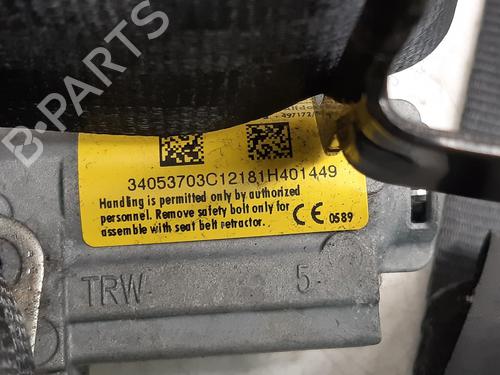 B-PARTS
- 497172/
34053703C12181H401449
Handling is permitted only by authorized
personnel. Remove safety bolt only for
assemble with seat belt retractor.
CE 0589
TRW 5